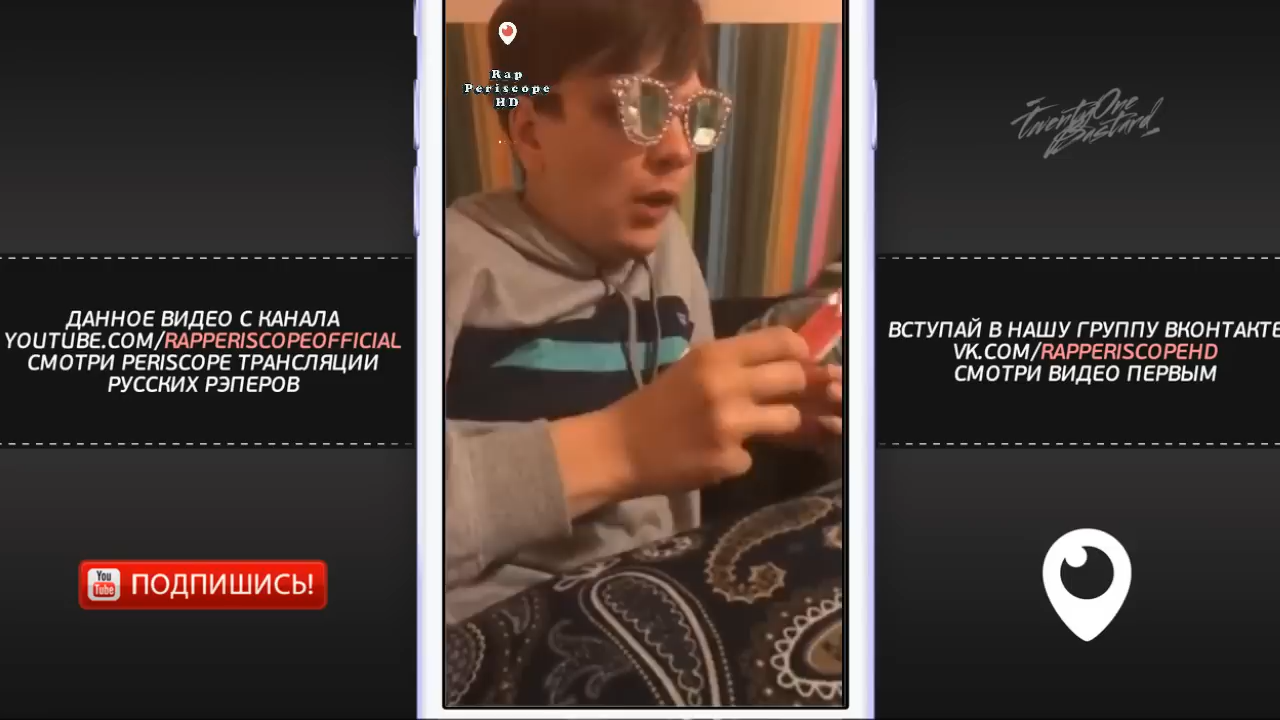 Rap
Periscope
HD
TwentyOne
Bastard
ДАННОЕ ВИДЕО С КАНАЛА
YOUTUBE.COM/RAPPERISCOPEOFFICIAL
СМОТРИ PERISCOPE ТРАНСЛЯЦИИ
РУССКИХ РЭПЕРОВ
ВСТУПАЙ В НАШУ ГРУППУ ВКОНТАКТЕ
VK.COM/RAPPERISCOPEHD
СМОТРИ ВИДЕО ПЕРВЫМ
You
Tube
ПОДПИШИСЬ!